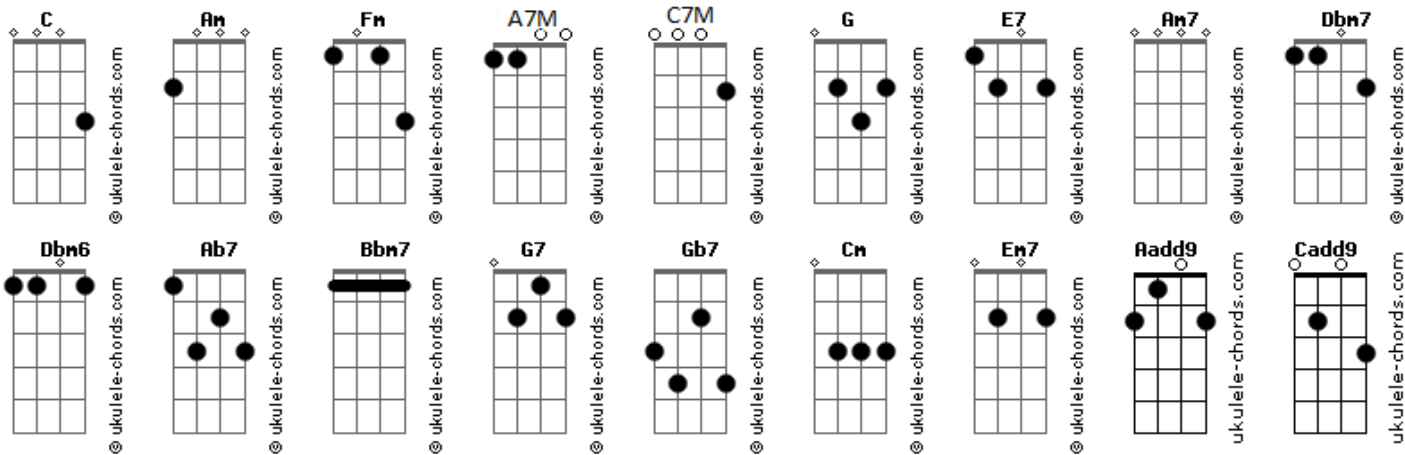 C Am Fm A7M C7M G E7 Am7 Dbm7
© ukulele-chords.com © ukulele-chords.com © ukulele-chords.com © ukulele-chords.com © ukulele-chords.com © ukulele-chords.com © ukulele-chords.com © ukulele-chords.com © ukulele-chords.com
Dbm6 Ab7 Bbm7 G7 Gb7 Cm Em7 Aadd9 Cadd9
© ukulele-chords.com © ukulele-chords.com © ukulele-chords.com © ukulele-chords.com © ukulele-chords.com © ukulele-chords.com © ukulele-chords.com ukulele-chords.com ukulele-chords.com